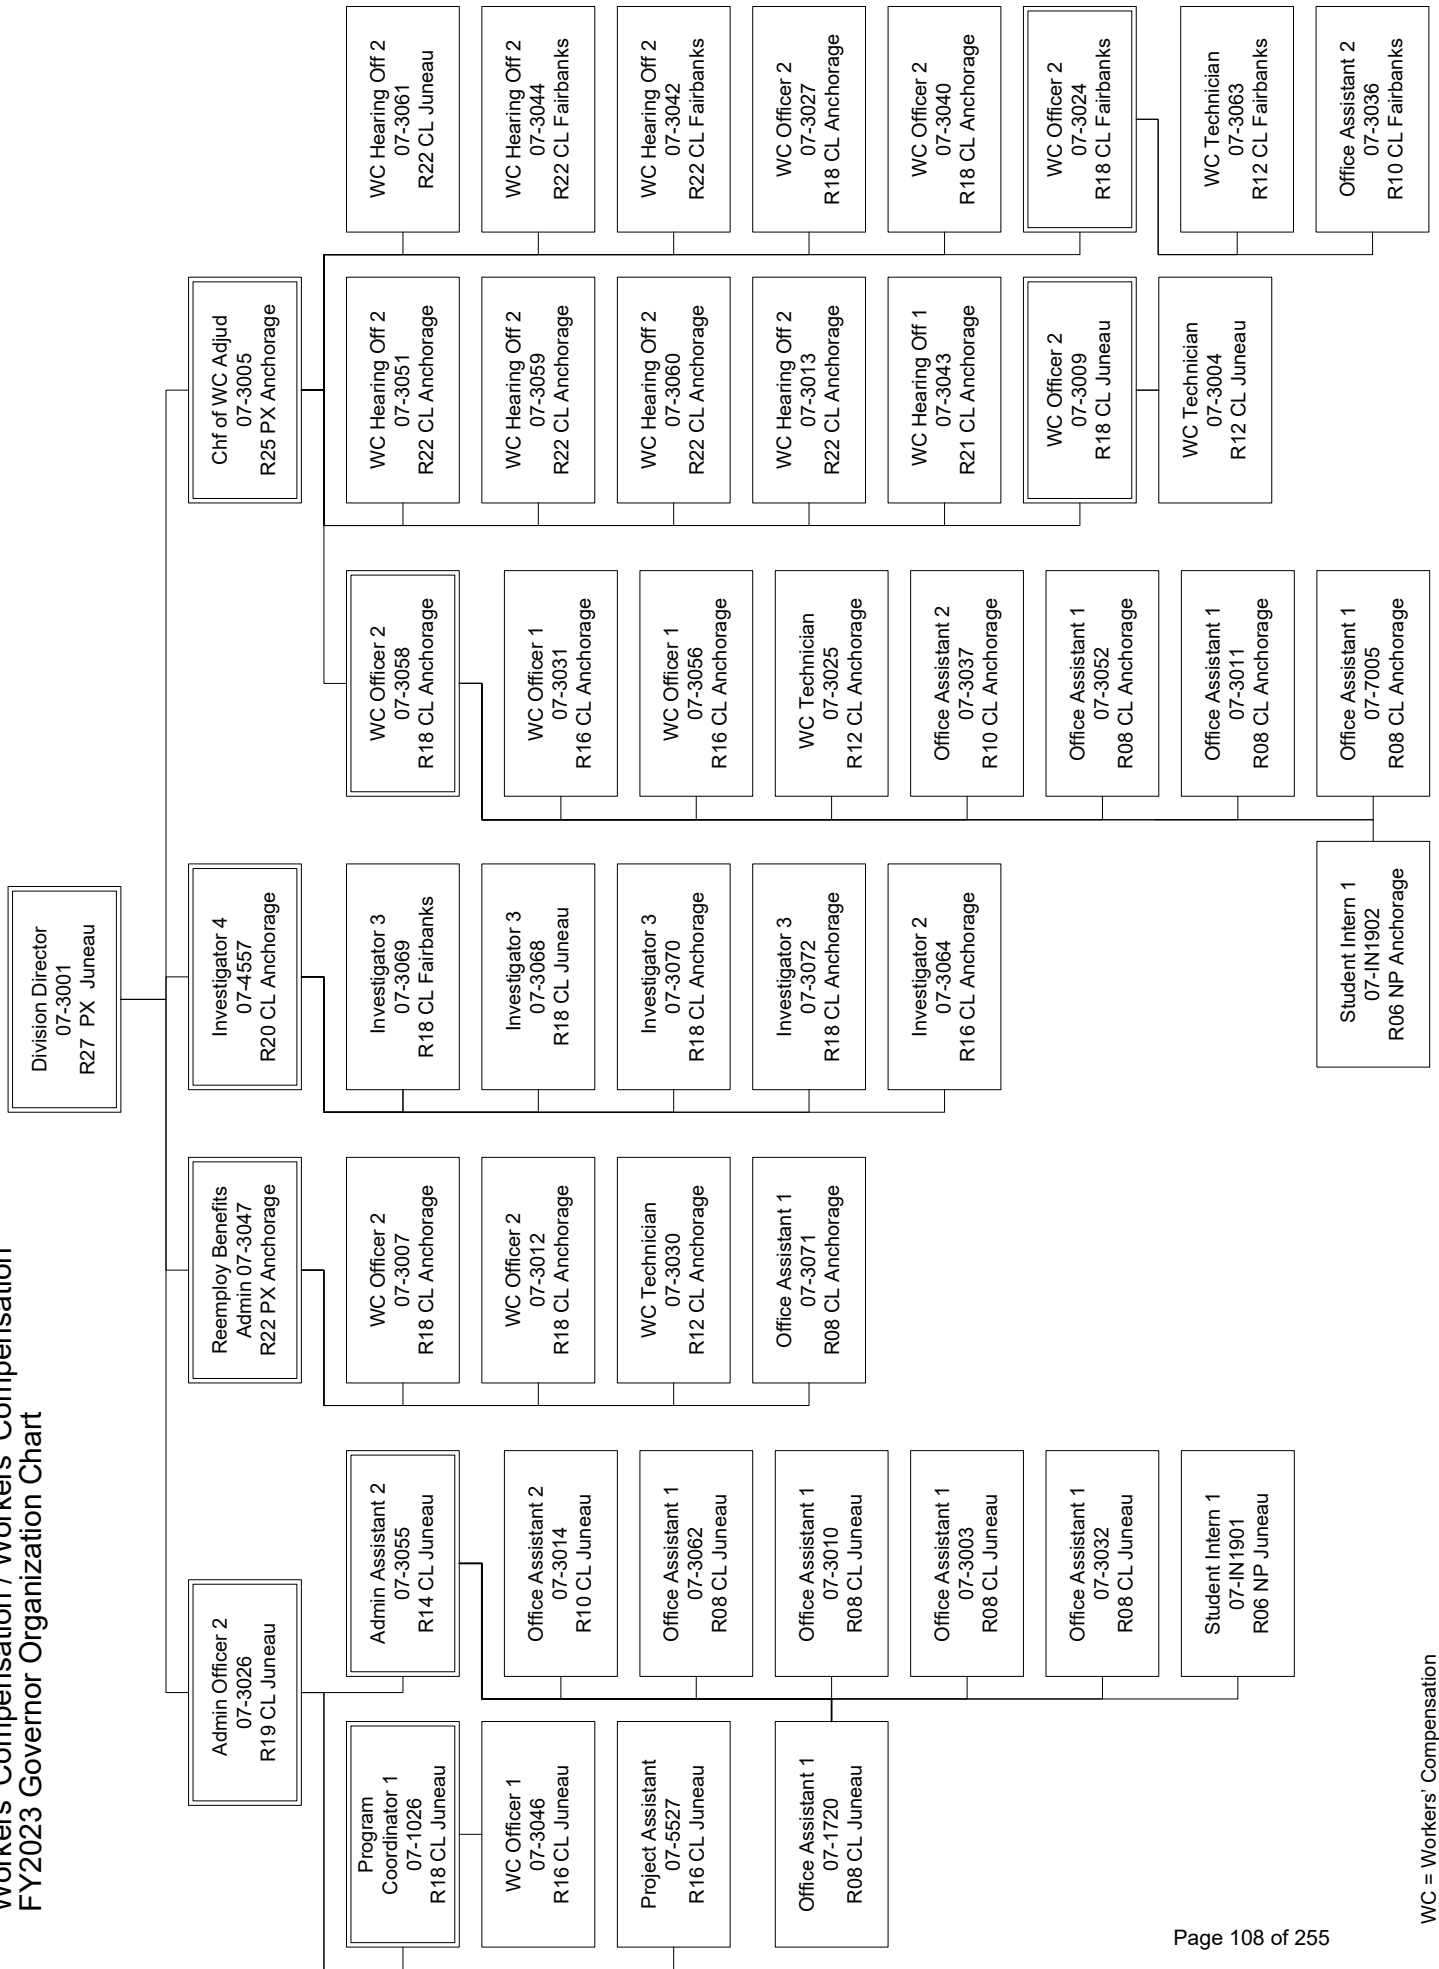 Workers' Compensation / Workers' Compensation
FY2023 Governor Organization Chart
Division Director
07-3001
R27 PX Juneau
Admin Officer 2
07-3026
R19 CL Juneau
Reemploy Benefits
Admin 07-3047
R22 PX Anchorage
Investigator 4
07-4557
R20 CL Anchorage
Chf of WC Adjud
07-3005
R25 PX Anchorage
Program
Coordinator 1
07-1026
R18 CL Juneau
WC Officer 1
07-3046
R16 CL Juneau
Project Assistant
07-5527
R16 CL Juneau
Office Assistant 1
07-1720
R08 CL Juneau
Admin Assistant 2
07-3055
R14 CL Juneau
Office Assistant 2
07-3014
R10 CL Juneau
Office Assistant 1
07-3062
R08 CL Juneau
Office Assistant 1
07-3010
R08 CL Juneau
Office Assistant 1
07-3003
R08 CL Juneau
Office Assistant 1
07-3032
R08 CL Juneau
Student Intern 1
07-IN1901
R06 NP Juneau
WC Officer 2
07-3007
R18 CL Anchorage
WC Officer 2
07-3012
R18 CL Anchorage
WC Technician
07-3030
R12 CL Anchorage
Office Assistant 1
07-3071
R08 CL Anchorage
Investigator 3
07-3069
R18 CL Fairbanks
Investigator 3
07-3068
R18 CL Juneau
Investigator 3
07-3070
R18 CL Anchorage
Investigator 3
07-3072
R18 CL Anchorage
Investigator 2
07-3064
R16 CL Anchorage
Student Intern 1
07-IN1902
R06 NP Anchorage
WC Officer 2
07-3058
R18 CL Anchorage
WC Officer 1
07-3031
R16 CL Anchorage
WC Officer 1
07-3056
R16 CL Anchorage
WC Technician
07-3025
R12 CL Anchorage
Office Assistant 2
07-3037
R10 CL Anchorage
Office Assistant 1
07-3052
R08 CL Anchorage
Office Assistant 1
07-3011
R08 CL Anchorage
Office Assistant 1
07-7005
R08 CL Anchorage
WC Hearing Off 2
07-3051
R22 CL Anchorage
WC Hearing Off 2
07-3059
R22 CL Anchorage
WC Hearing Off 2
07-3060
R22 CL Anchorage
WC Hearing Off 2
07-3013
R22 CL Anchorage
WC Hearing Off 1
07-3043
R21 CL Anchorage
WC Officer 2
07-3009
R18 CL Juneau
WC Technician
07-3004
R12 CL Juneau
WC Hearing Off 2
07-3061
R22 CL Juneau
WC Hearing Off 2
07-3044
R22 CL Fairbanks
WC Hearing Off 2
07-3042
R22 CL Fairbanks
WC Officer 2
07-3027
R18 CL Anchorage
WC Officer 2
07-3040
R18 CL Anchorage
WC Officer 2
07-3024
R18 CL Fairbanks
WC Technician
07-3063
R12 CL Fairbanks
Office Assistant 2
07-3036
R10 CL Fairbanks
WC = Workers' Compensation
Page 108 of 255